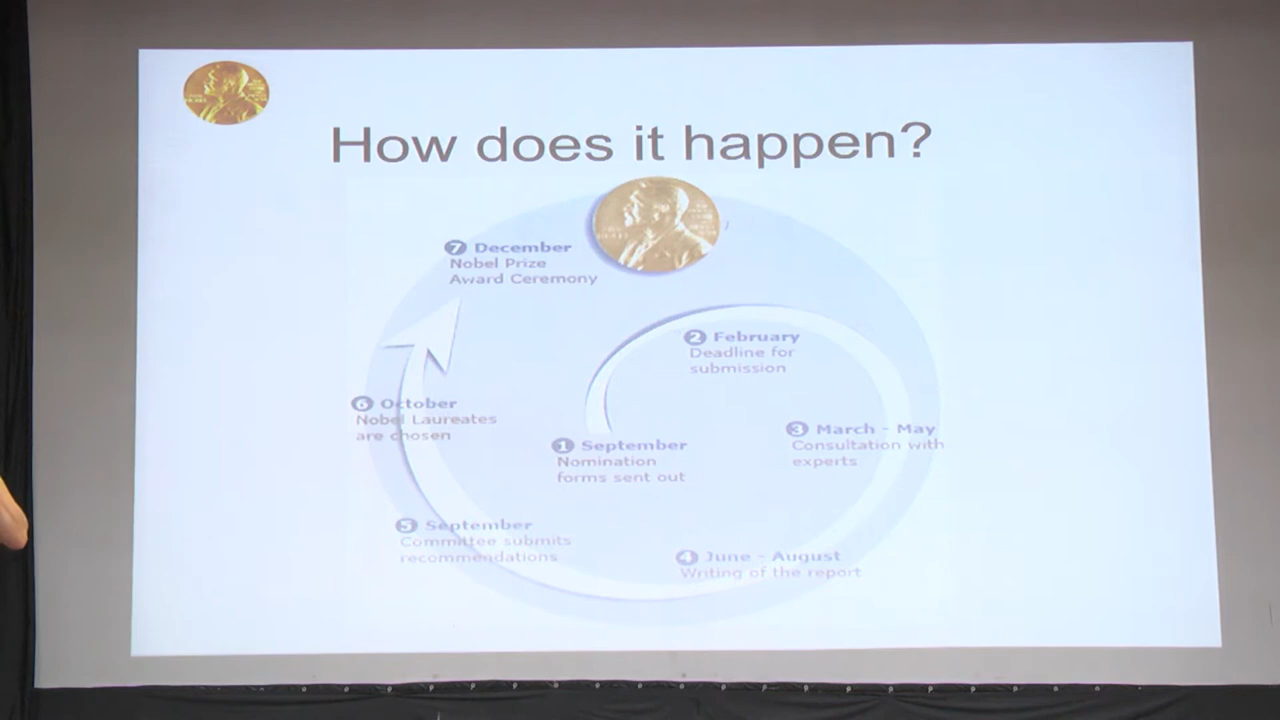 How does it happen?
7 December
Nobel Prize
Award Ceremony
2 February
Deadline for
submission
6 October
Nobel Laureates
are chosen
3 March - May
Consultation with
experts
1 September
Nomination
forms sent out
5 September
Committee submits
recommendations
4 June - August
Writing of the report